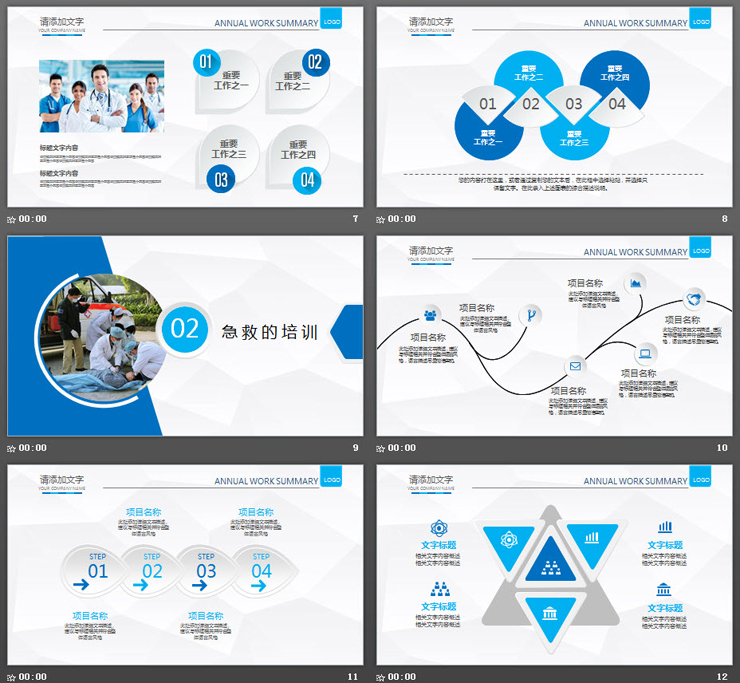 请添加文字
YOUR COMPANY NAME
ANNUAL WORK SUMMARY
LOGO
01
重要
工作之一
02
重要
工作之二
重要
工作之三
03
重要
工作之四
04
标题文字内容
标题文字内容
00:00
7
请添加文字
YOUR COMPANY NAME
ANNUAL WORK SUMMARY
LOGO
重要
工作之二
重要
工作之四
01
02
03
04
重要
工作之一
重要
工作之三
您的内容打在这里，或者通过复制您的文本后，在此框中选择粘贴，并选择只
保留文字。在此录入上述图表的综合描述说明。
00:00
8
02
急救的培训
00:00
9
请添加文字
YOUR COMPANY NAME
ANNUAL WORK SUMMARY
LOGO
项目名称
项目名称
项目名称
项目名称
项目名称
项目名称
00:00
10
请添加文字
YOUR COMPANY NAME
ANNUAL WORK SUMMARY
LOGO
项目名称
项目名称
STEP
01
STEP
02
STEP
03
STEP
04
项目名称
项目名称
00:00
11
请添加文字
YOUR COMPANY NAME
ANNUAL WORK SUMMARY
LOGO
文字标题
相关文字内容概述
相关文字内容概述
文字标题
相关文字内容概述
相关文字内容概述
文字标题
相关文字内容概述
相关文字内容概述
文字标题
相关文字内容概述
相关文字内容概述
00:00
12